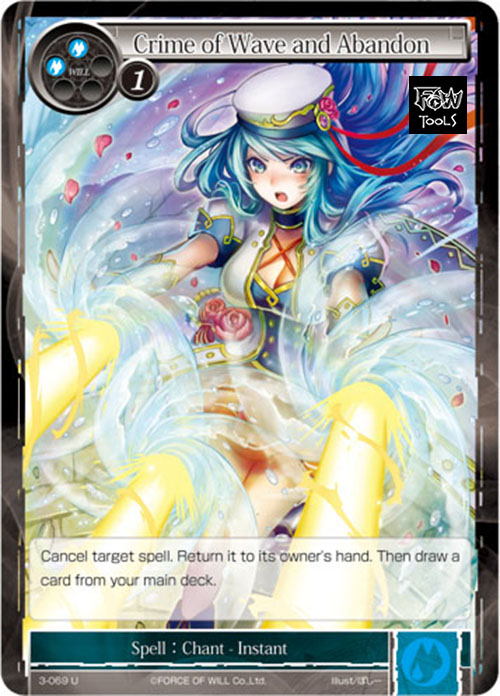 Crime of Wave and Abandon
WILL
1
FOW
TOOLS
Cancel target spell. Return it to its owner's hand. Then draw a
card from your main deck.
Spell : Chant - Instant
3-069 U
©FORCE OF WILL Co.,Ltd.
Illust/